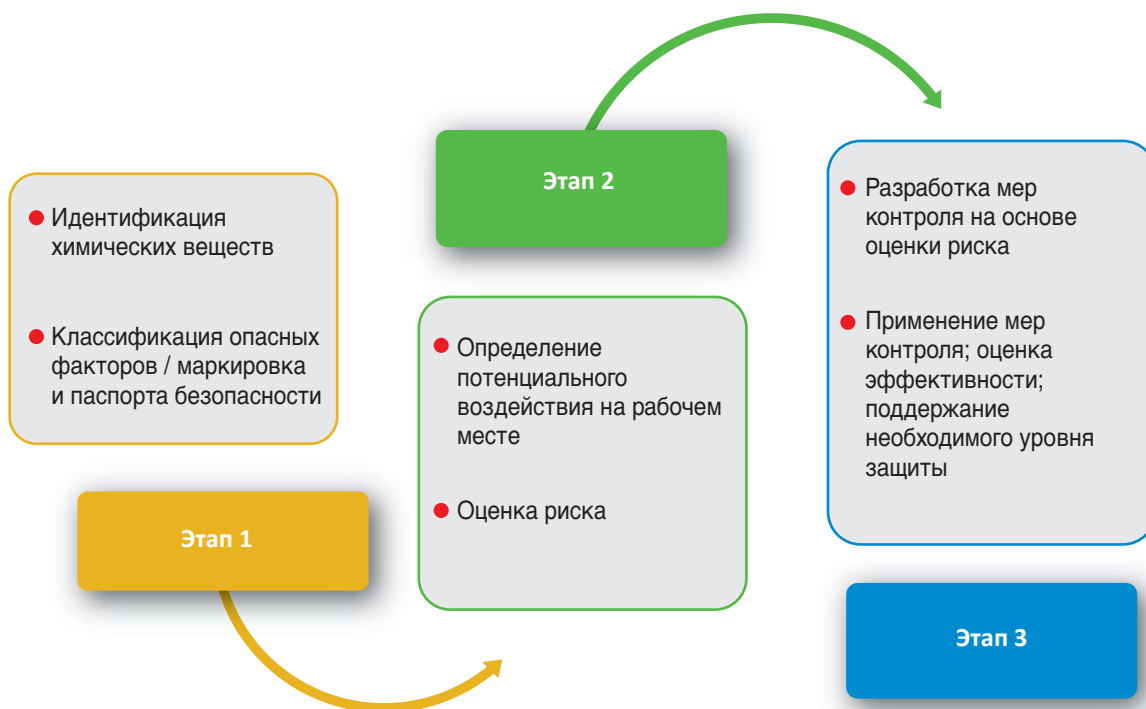 Идентификация
химических веществ
Классификация опасных
факторов / маркировка
и паспорта безопасности
Этап 1
Этап 2
Определение
потенциального
воздействия на рабочем
месте
Оценка риска
Разработка мер
контроля на основе
оценки риска
Применение мер
контроля; оценка
эффективности;
поддержание
необходимого уровня
защиты
Этап 3